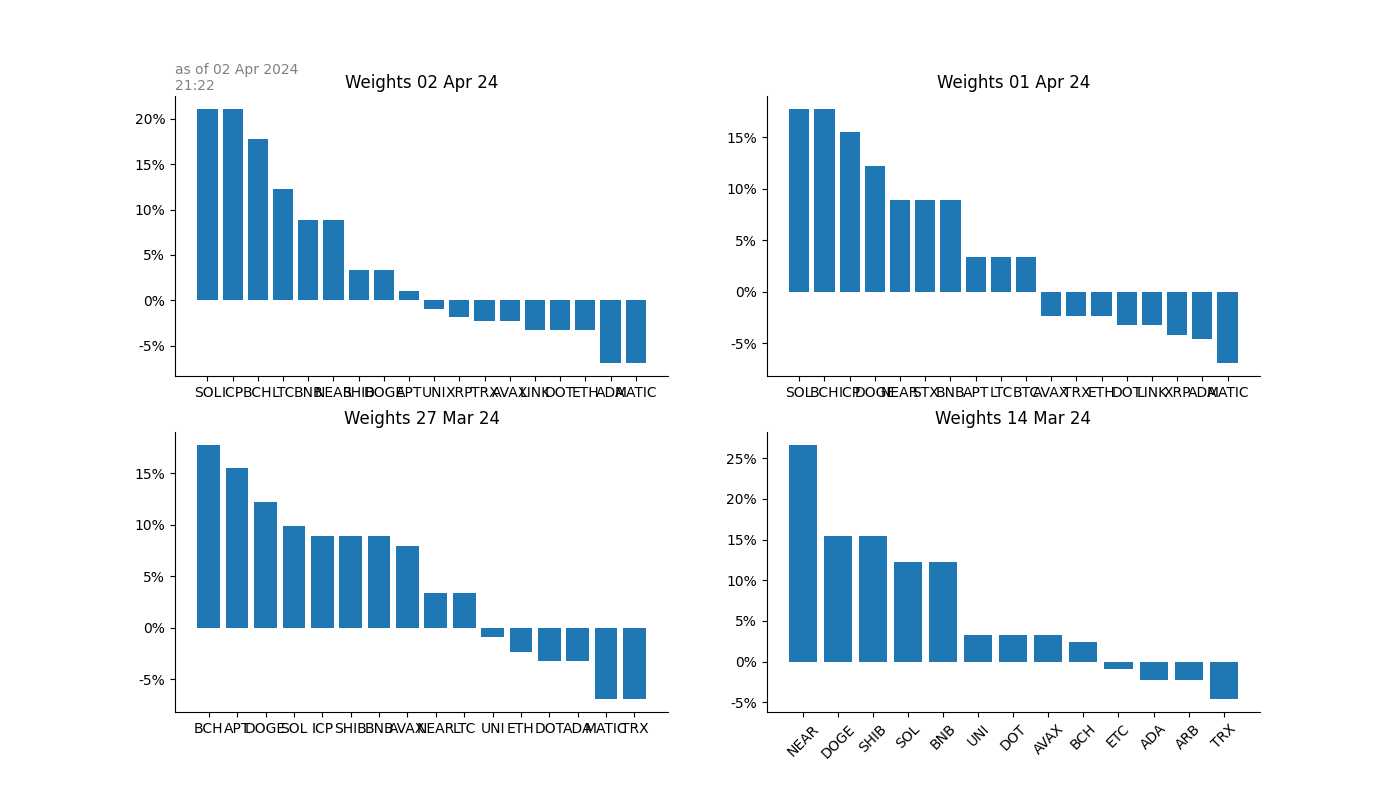 as of 02 Apr 2024
21:22
Weights 02 Apr 24
20%
15%
10%
5%
0%
-5%
SOL ICP BCH LTC BNB NEAR SHIB DOGE APT UNI XRP TRX AVAX LINK DOT ETH ADA MATIC
Weights 01 Apr 24
15%
10%
5%
0%
-5%
SOL BCH ICP DOGE NEAR STX BNB APT LTC BTC AVAX TRX ETH DOT LINK XRP ADA MATIC
Weights 27 Mar 24
15%
10%
5%
0%
-5%
BCH APT DOGE SOL ICP SHIB BNB AVAX NEAR LTC UNI ETH DOT ADA MATIC TRX
Weights 14 Mar 24
25%
20%
15%
10%
5%
0%
-5%
NEAR DOGE SHIB SOL BNB UNI DOT AVAX BCH ETC ADA ARB TRX